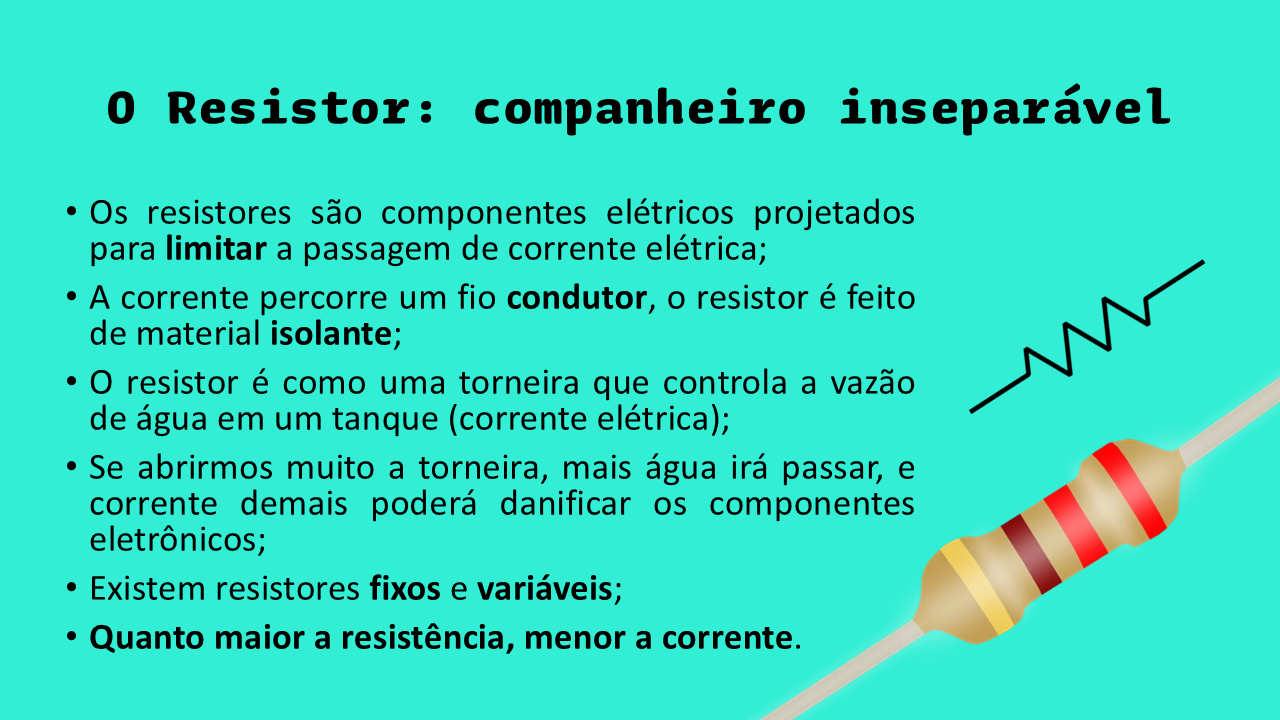 O Resistor: companheiro inseparável
• Os resistores são componentes elétricos projetados
para limitar a passagem de corrente elétrica;
• A corrente percorre um fio condutor, o resistor é feito
de material isolante;
• O resistor é como uma torneira que controla a vazão
de água em um tanque (corrente elétrica);
• Se abrirmos muito a torneira, mais água irá passar, e
corrente demais poderá danificar os componentes
eletrônicos;
• Existem resistores fixos e variáveis;
• Quanto maior a resistência, menor a corrente.